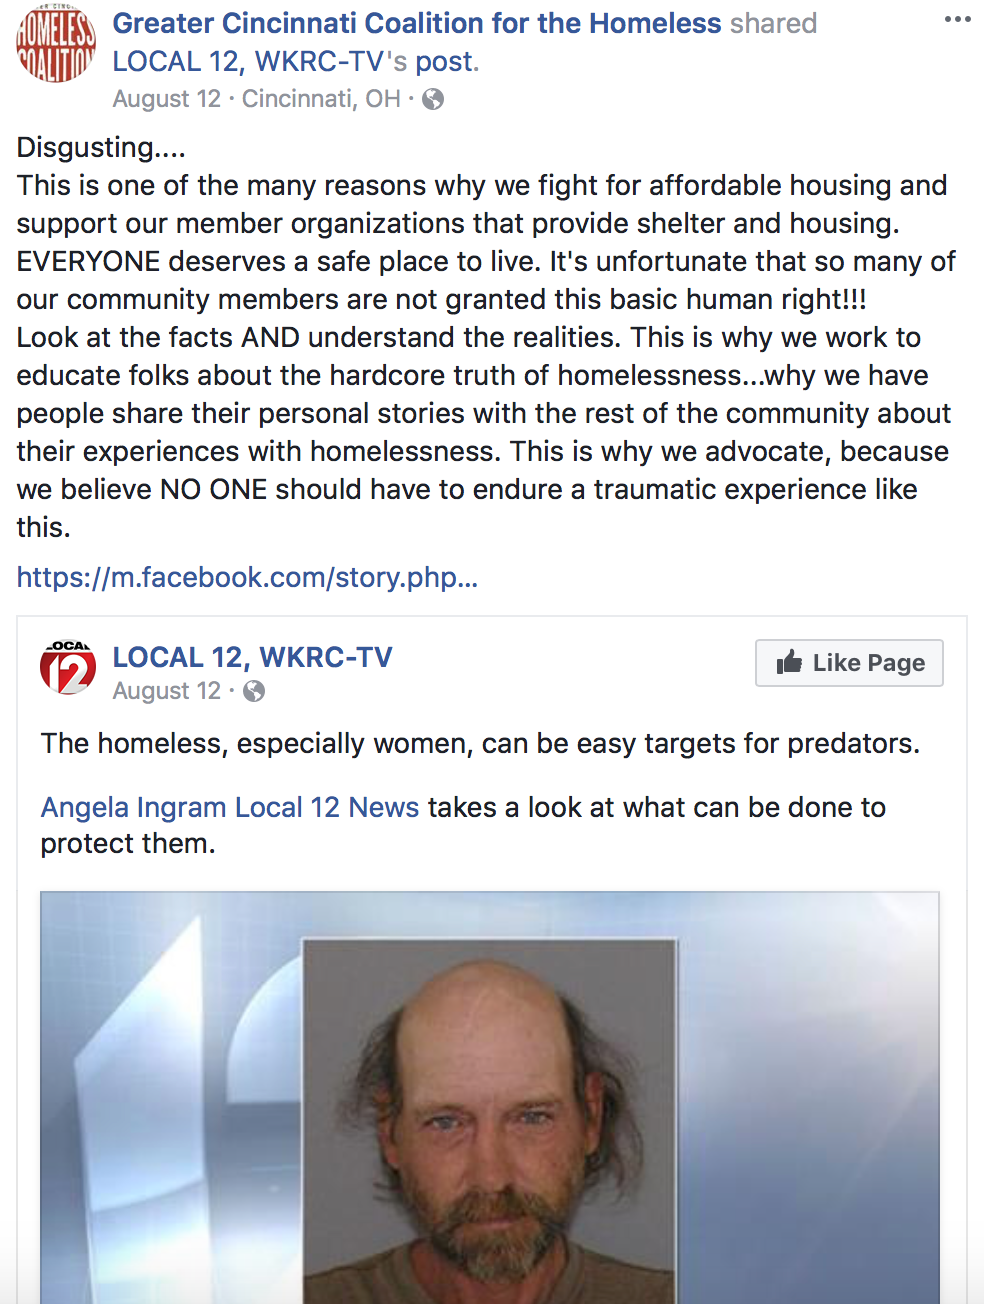 HOMELESS
COALITION
Greater Cincinnati Coalition for the Homeless shared
LOCAL 12, WKRC-TV's post.
August 12 · Cincinnati, OH ·
Disgusting....
This is one of the many reasons why we fight for affordable housing and
support our member organizations that provide shelter and housing.
EVERYONE deserves a safe place to live. It's unfortunate that so many of
our community members are not granted this basic human right!!!
Look at the facts AND understand the realities. This is why we work to
educate folks about the hardcore truth of homelessness...why we have
people share their personal stories with the rest of the community about
their experiences with homelessness. This is why we advocate, because
we believe NO ONE should have to endure a traumatic experience like
this.
https://m.facebook.com/story.php...
LOCAL 12
LOCAL 12, WKRC-TV
August 12 ·
Like Page
The homeless, especially women, can be easy targets for predators.
Angela Ingram Local 12 News takes a look at what can be done to
protect them.